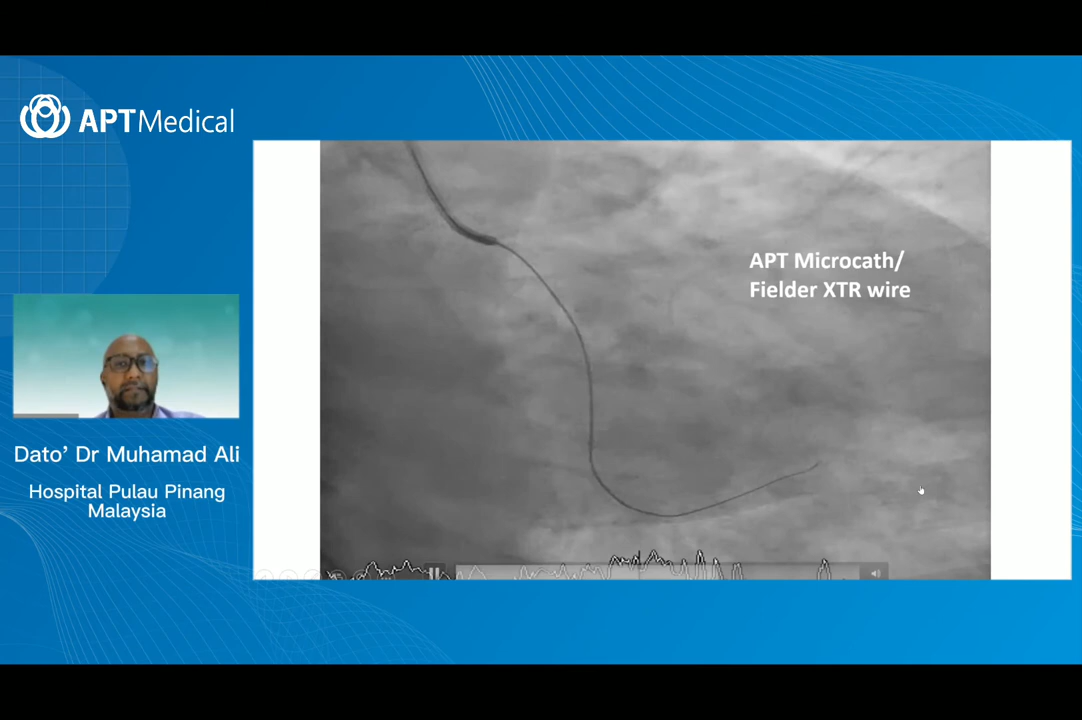 APTMedical
APT Microcath/
Fielder XTR wire
Dato’ Dr Muhamad Ali
Hospital Pulau Pinang
Malaysia